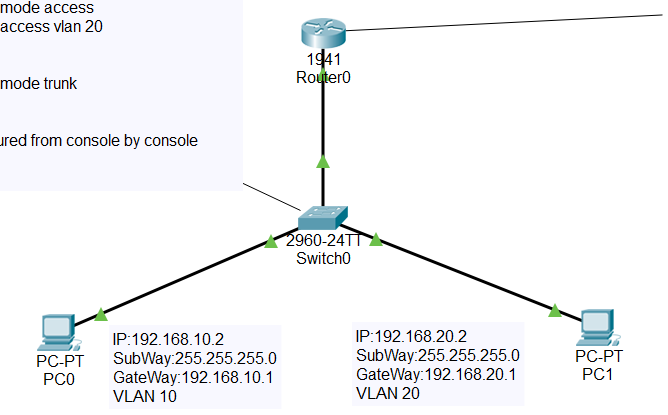 mode access
access vlan 20
mode trunk
ured from console by console
1941
Router0
2960-24TT
Switch0
PC-PT
PC0
IP:192.168.10.2
SubWay:255.255.255.0
GateWay:192.168.10.1
VLAN 10
IP:192.168.20.2
SubWay:255.255.255.0
GateWay:192.168.20.1
VLAN 20
PC-PT
PC1